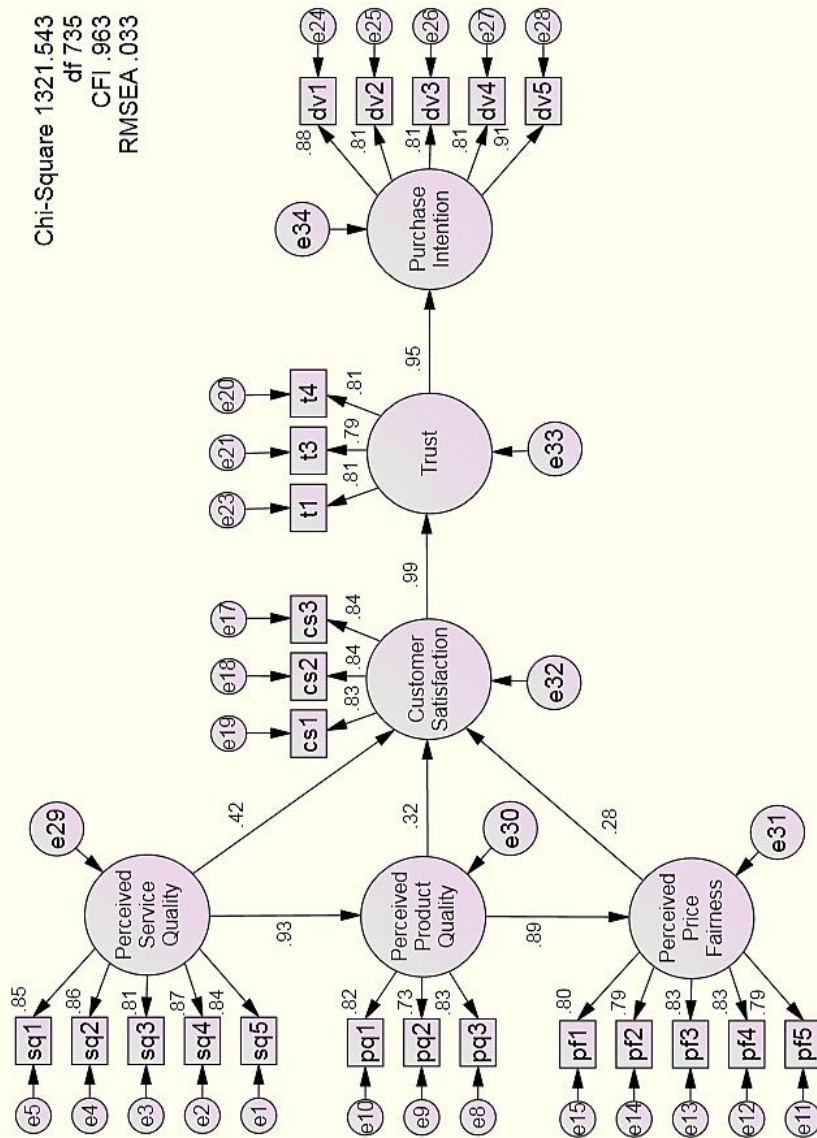 Chi-Square 1321.543
df 735
CFI .963
RMSEA .033
e5
sq1
.85
e4
sq2
.86
e3
sq3
.81
e2
sq4
.87
e1
sq5
.84
e29
Perceived
Service
Quality
.42
.93
e10
pq1
.82
e9
pq2
.73
e8
pq3
.83
Perceived
Product
Quality
e30
.32
.89
e15
pf1
.80
e14
pf2
.79
e13
pf3
.83
e12
pf4
.83
e11
pf5
.79
Perceived
Price
Fairness
e31
.28
e19
e18
e17
cs1
cs2
cs3
.83
.84
.84
Customer
Satisfaction
e32
.99
e23
e21
e20
t1
t3
t4
.81
.79
.81
Trust
e33
.95
e34
Purchase
Intention
.88
dv1
e24
.81
dv2
e25
.81
dv3
e26
.81
dv4
e27
.91
dv5
e28